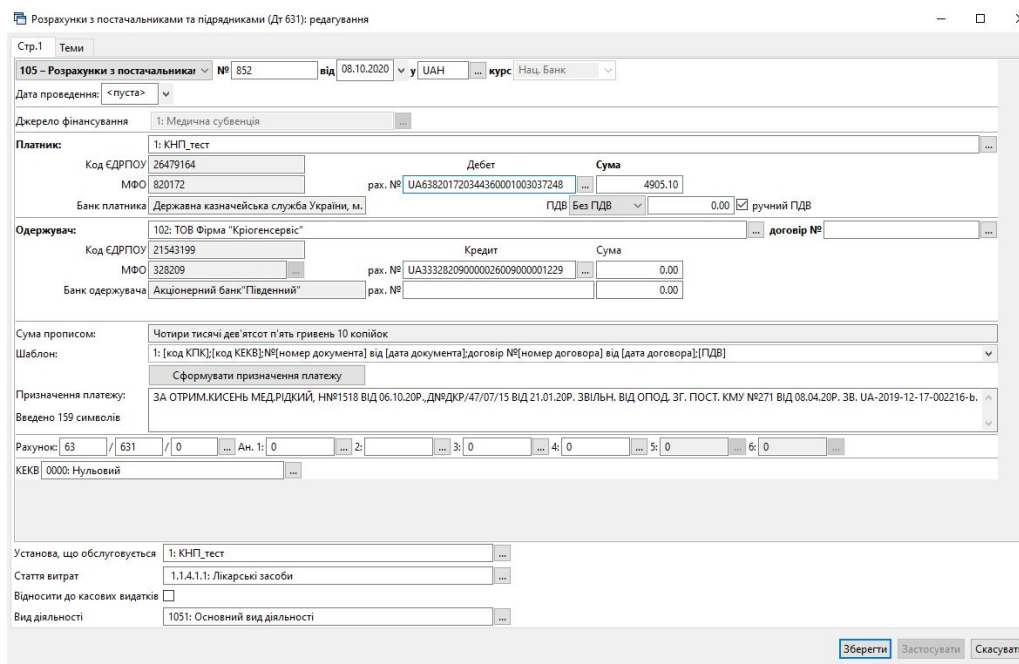 Розрахунки з постачальниками та підрядниками (Дт 631): редагування
Стр.1 Теми
105 – Розрахунки з постачальникаг № 852 від 08.10.2020 у UAH ... курс Нац. Банк
Дата проведення: <пуста>
Джерело фінансування 1: Медична субвенція ...
Платник: 1: КНП_тест ...
Код ЄДРПОУ 26479164 Дебет Сума
МФО 820172 рах. № UA638201720344360001003037248 ... 4905.10
Банк платника Державна казначейська служба України, м. ПДВ Без ПДВ 0.00 ручний ПДВ
Одержувач: 102: ТОВ Фірма "Кріогенсервіс" ... договір № ...
Код ЄДРПОУ 21543199 Кредит Сума
МФО 328209 ... рах. № UA333282090000026009000001229 ... 0.00
Банк одержувача Акціонерний банк"Південний" рах. № 0.00
Сума прописом: Чотири тисячі дев'ятсот п'ять гривень 10 копійок
Шаблон: 1: [код КПК];[код КЕКВ];№[номер документа] від [дата документа];договір №[номер договора] від [дата договора];[ПДВ]
Сформувати призначення платежу
Призначення платежу: ЗА ОТРИМ.КИСЕНЬ МЕД.РІДКИЙ, НН№1518 ВІД 06.10.20Р.,Д№ДКР/47/07/15 ВІД 21.01.20Р. ЗВІЛЬН. ВІД ОПОД. ЗГ. ПОСТ. КМУ №271 ВІД 08.04.20Р. ЗВ. UA-2019-12-17-002216-b.
Введено 159 символів
Рахунок: 63 / 631 / 0 ... Ан. 1: 0 ... 2: ... 3: 0 ... 4: 0 ... 5: 0 ... 6: 0 ...
КЕКВ 0000: Нульовий ...
Установа, що обслуговується 1: КНП_тест ...
Стаття витрат 1.1.4.1.1: Лікарські засоби ...
Відносити до касових видатків
Вид діяльності 1051: Основний вид діяльності ...
Зберегти Застосувати Скасуват